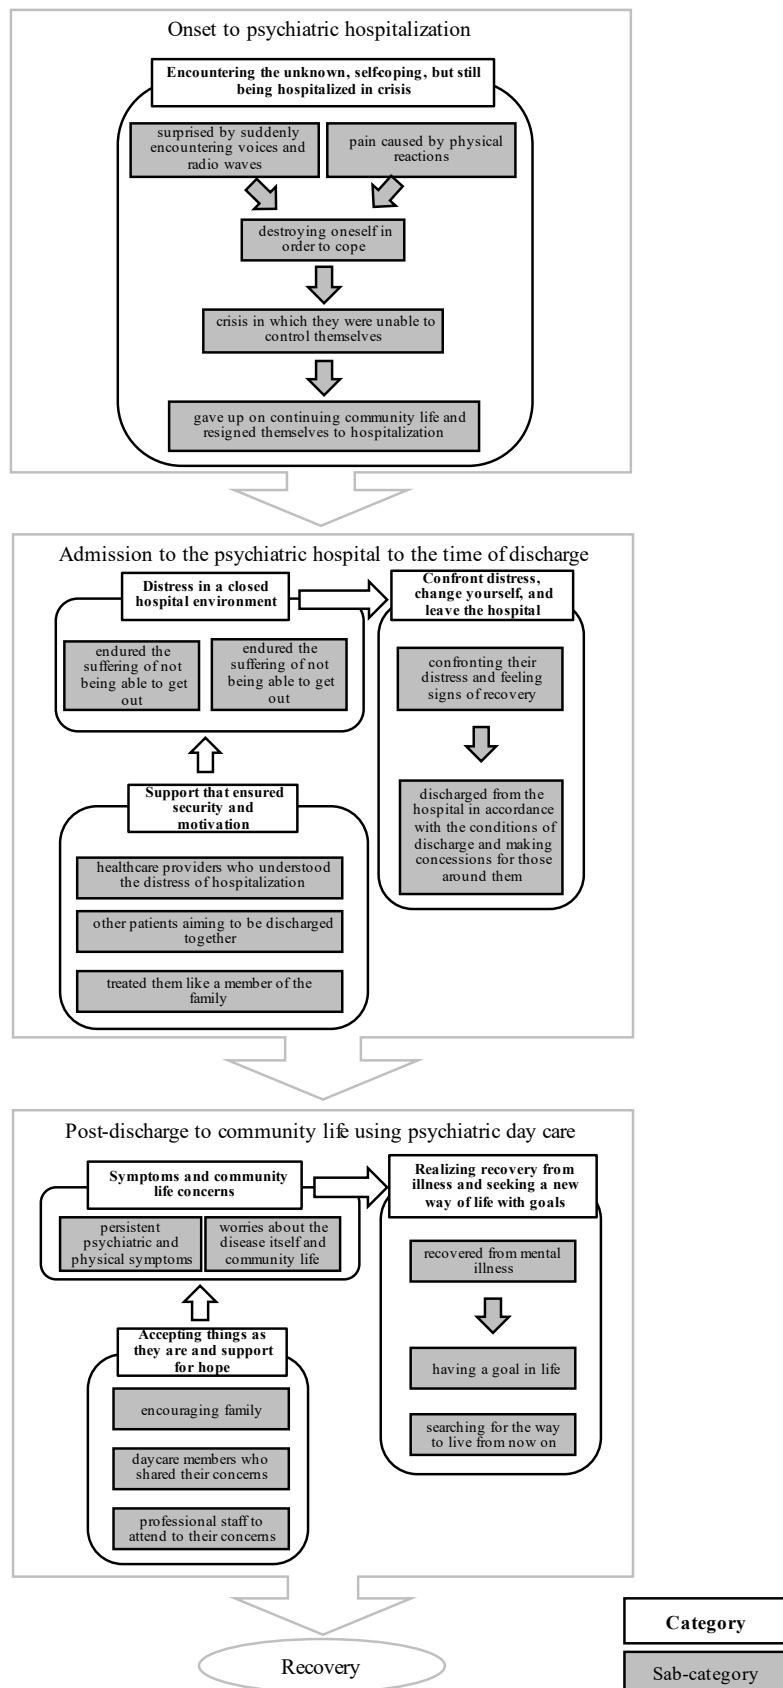 Onset to psychiatric hospitalization
Encountering the unknown, self-coping, but still
being hospitalized in crisis
surprised by suddenly
encountering voices and
radio waves
pain caused by physical
reactions
destroying oneself in
order to cope
crisis in which they were unable to
control themselves
gave up on continuing community life and
resigned themselves to hospitalization
Admission to the psychiatric hospital to the time of discharge
Distress in a closed
hospital environment
Confront distress,
change yourself, and
leave the hospital
endured the
suffering of not
being able to get
out
endured the
suffering of not
being able to get
out
confronting their
distress and feeling
signs of recovery
Support that ensured
security and
motivation
discharged from the
hospital in accordance
with the conditions of
discharge and making
concessions for those
around them
healthcare providers who understood
the distress of hospitalization
other patients aiming to be discharged
together
treated them like a member of the
family
Post-discharge to community life using psychiatric day care
Symptoms and community
life concerns
Realizing recovery from
illness and seeking a new
way of life with goals
persistent
psychiatric and
physical symptoms
worries about the
disease itself and
community life
recovered from mental
illness
Accepting things as
they are and support
for hope
having a goal in life
encouraging family
searching for the way
to live from now on
daycare members who
shared their concerns
professional staff to
attend to their concerns
Recovery
Category
Sab-category